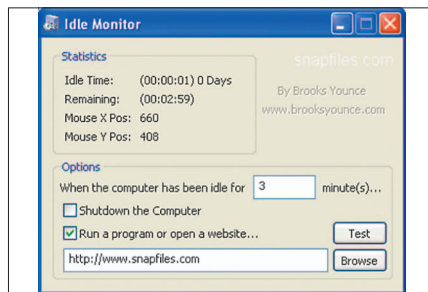 Idle Monitor
Statistics
snapfiles.com
Idle Time: (00:00:01) 0 Days
Remaining: (00:02:59)
Mouse X Pos: 660
Mouse Y Pos: 408
By Brooks Younce
www.brooksyounce.com
Options
When the computer has been idle for 3 minute(s)...
Shutdown the Computer
Run a program or open a website... Test
http://www.snapfiles.com Browse